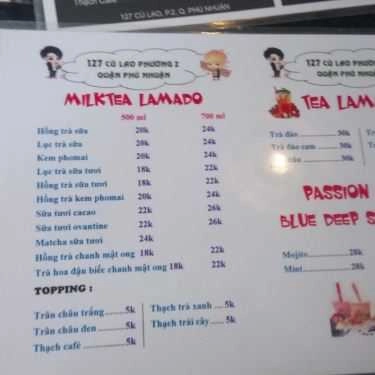 Thạch Café
127 CÙ LAO, P.2, Q. PHÚ NHUẬN
127 CÙ LAO PHƯỜNG 2
QUẬN PHÚ NHUẬN
MILKTEA LAMADO
500 ml 700 ml
Hồng trà sữa 20k 24k
Lục trà sữa 20k 24k
Kem phomai 20k 24k
Lục trà sữa tươi 18k 22k
Hồng trà sữa tươi 18k 22k
Hồng trà kem phomai 20k 24k
Sữa tươi cacao 22k 26k
Sữa tươi ovantine 22k 26k
Matcha sữa tươi 24k
Hồng trà chanh mật ong 18k 22k
Trà hoa đậu biếc chanh mật ong 18k 22k
TOPPING :
Trân châu trắng ......5k
Trân châu đen ........5k
Thạch café ...........5k
Thạch trà xanh ....5k
Thạch trái cây .....5k
127 CÙ LAO PHƯỜNG 2
QUẬN PHÚ NHUẬN
TEA LAM
Trà đào ............30k
Trà đào cam .......30k
30k
PASSION
BLUE DEEP S
Mojito ..............28k
Mint ................28k